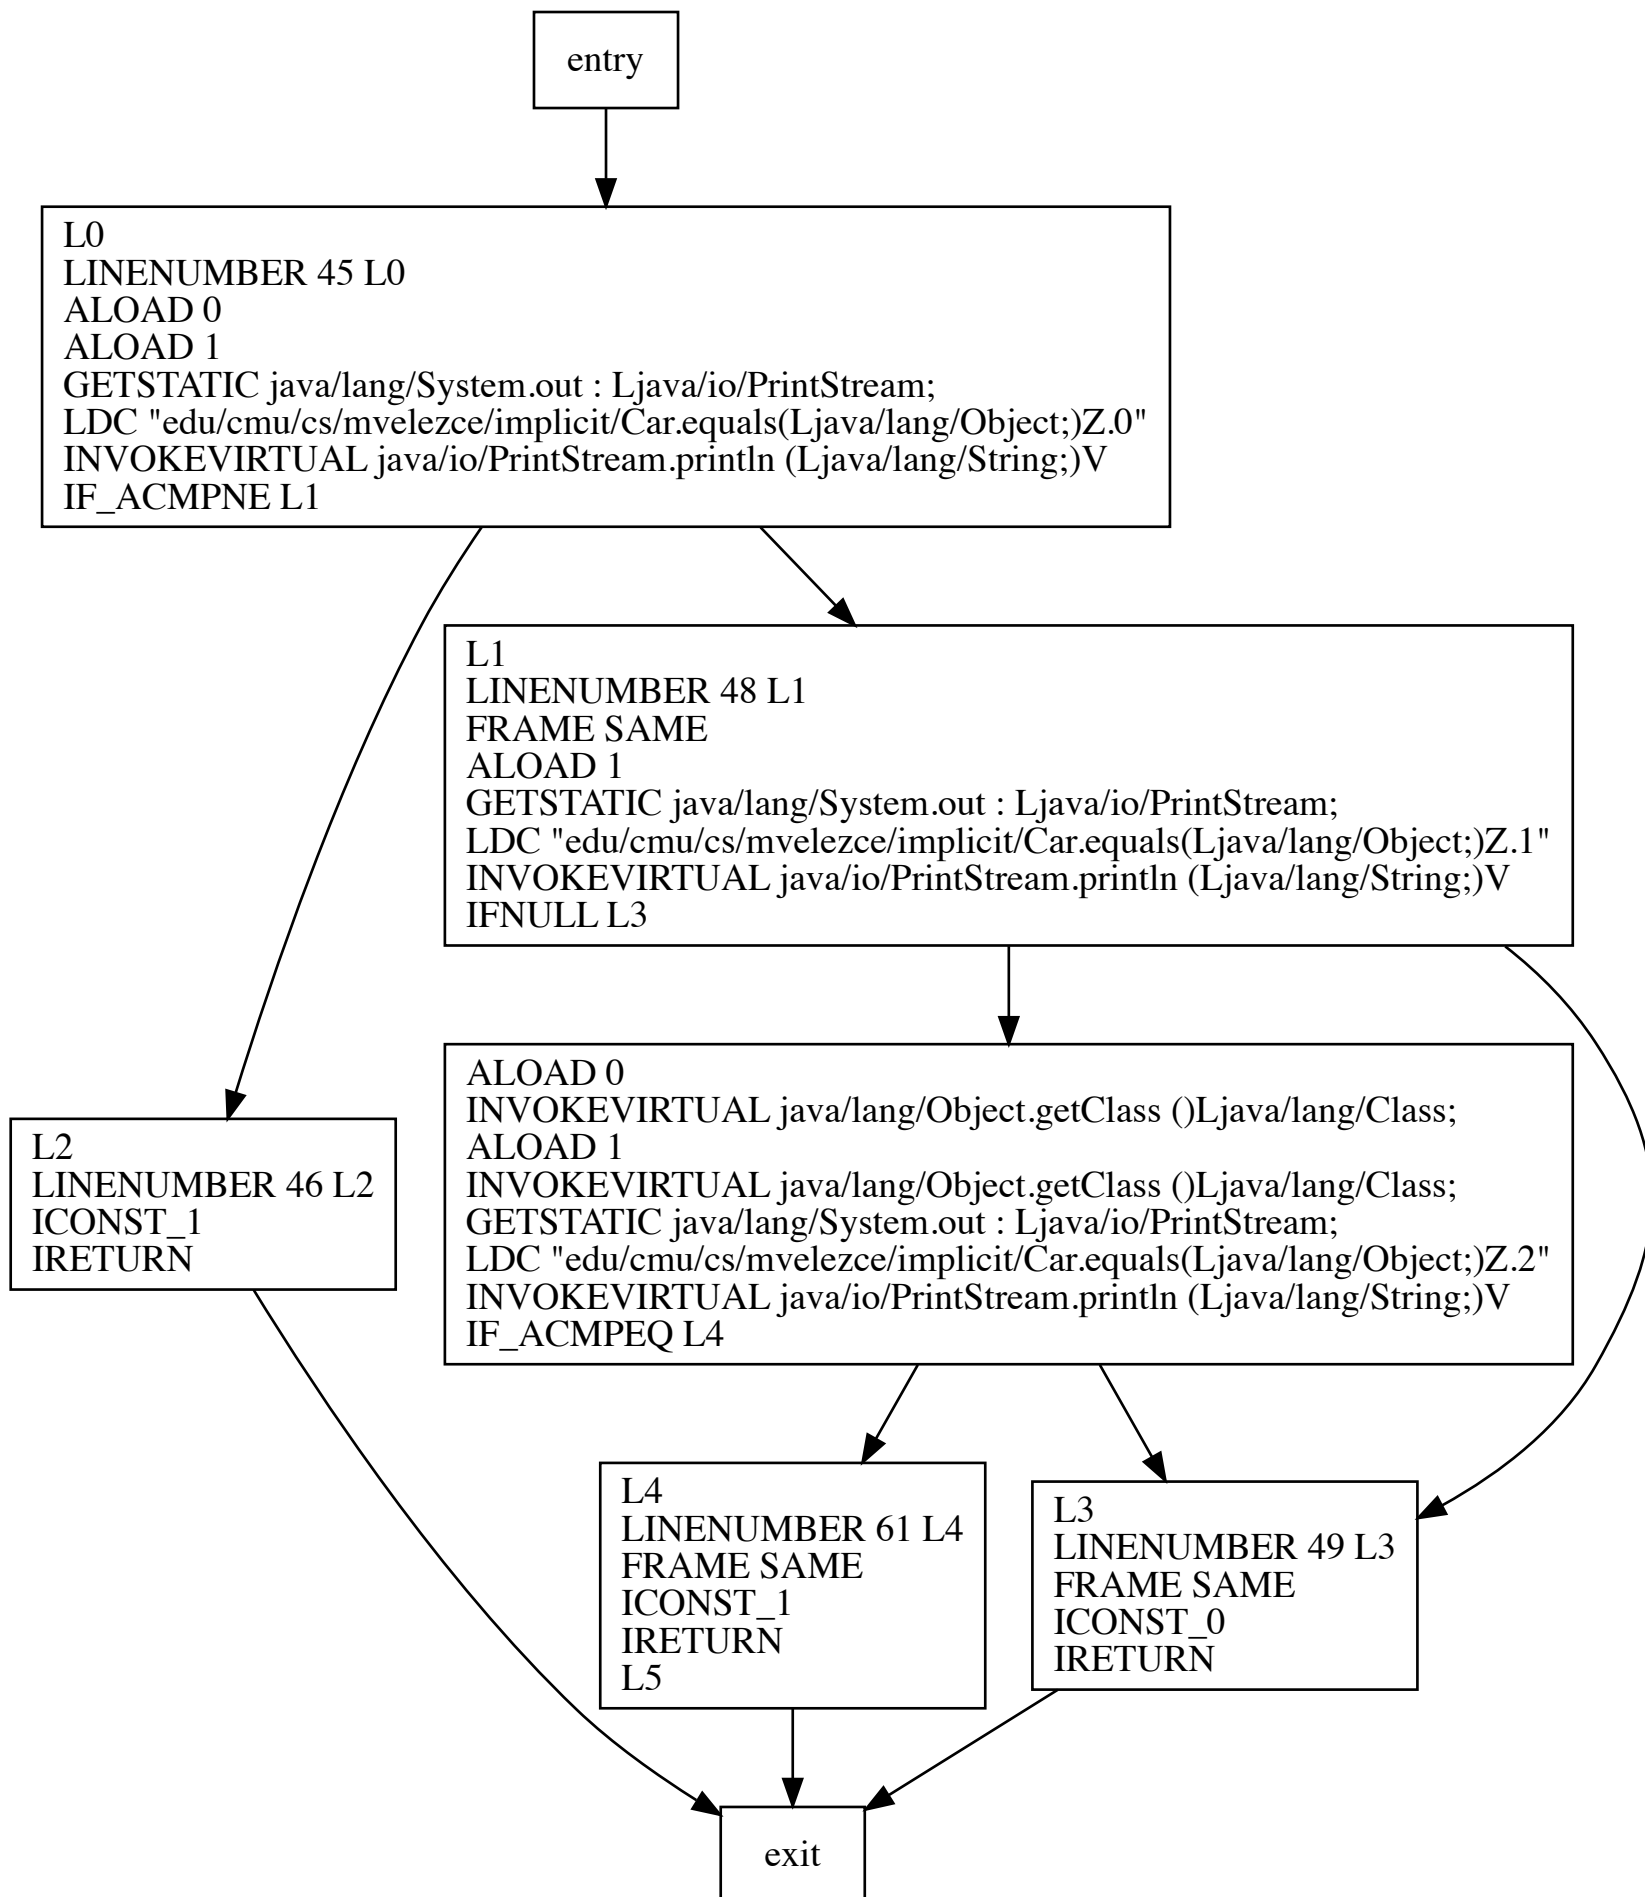 entry
L0
LINENUMBER 45 L0
ALOAD 0
ALOAD 1
GETSTATIC java/lang/System.out : Ljava/io/PrintStream;
LDC "edu/cmu/cs/mvelezce/implicit/Car.equals(Ljava/lang/Object;)Z.0"
INVOKEVIRTUAL java/io/PrintStream.println (Ljava/lang/String;)V
IF_ACMPNE L1
L1
LINENUMBER 48 L1
FRAME SAME
ALOAD 1
GETSTATIC java/lang/System.out : Ljava/io/PrintStream;
LDC "edu/cmu/cs/mvelezce/implicit/Car.equals(Ljava/lang/Object;)Z.1"
INVOKEVIRTUAL java/io/PrintStream.println (Ljava/lang/String;)V
IFNULL L3
ALOAD 0
INVOKEVIRTUAL java/lang/Object.getClass ()Ljava/lang/Class;
ALOAD 1
INVOKEVIRTUAL java/lang/Object.getClass ()Ljava/lang/Class;
GETSTATIC java/lang/System.out : Ljava/io/PrintStream;
LDC "edu/cmu/cs/mvelezce/implicit/Car.equals(Ljava/lang/Object;)Z.2"
INVOKEVIRTUAL java/io/PrintStream.println (Ljava/lang/String;)V
IF_ACMPEQ L4
L2
LINENUMBER 46 L2
ICONST_1
IRETURN
L4
LINENUMBER 61 L4
FRAME SAME
ICONST_1
IRETURN
L5
L3
LINENUMBER 49 L3
FRAME SAME
ICONST_0
IRETURN
exit